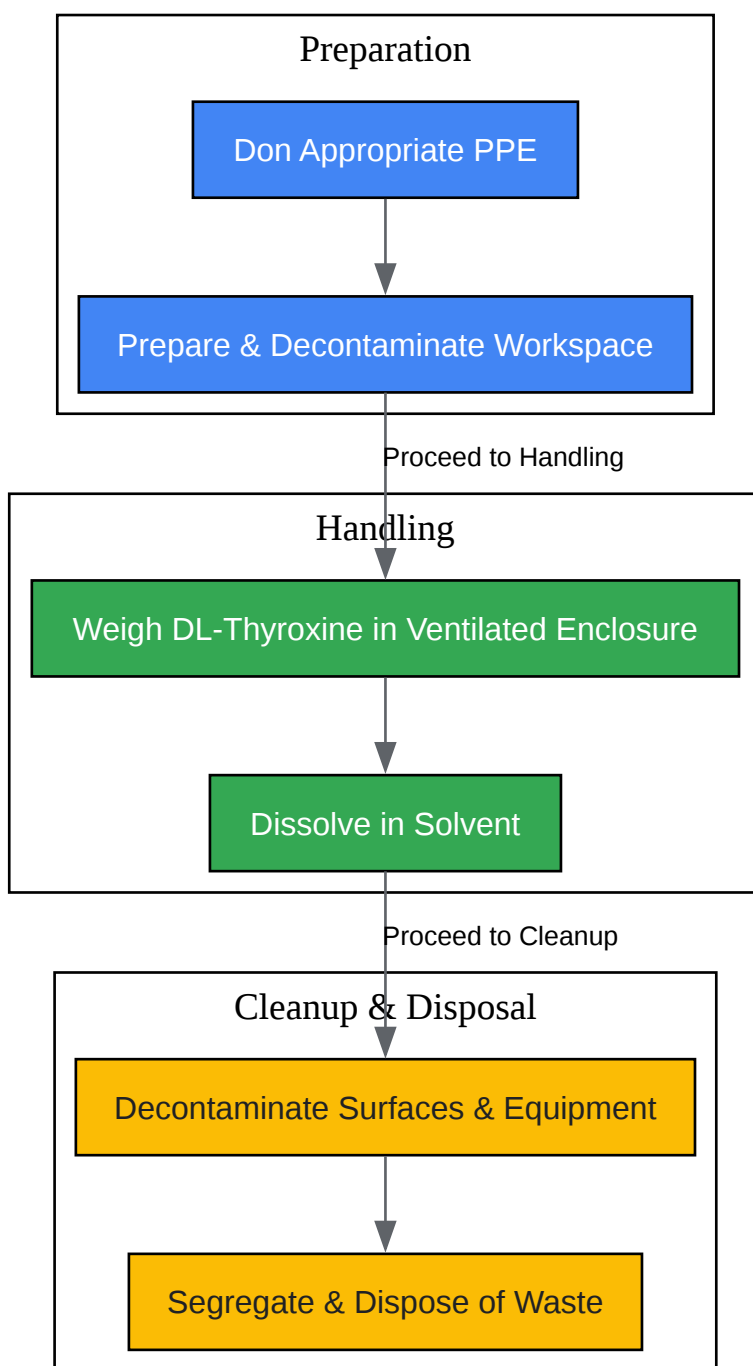 Preparation
Don Appropriate PPE
Prepare & Decontaminate Workspace
Proceed to Handling
Handling
Weigh DL-Thyroxine in Ventilated Enclosure
Dissolve in Solvent
Proceed to Cleanup
Cleanup & Disposal
Decontaminate Surfaces & Equipment
Segregate & Dispose of Waste